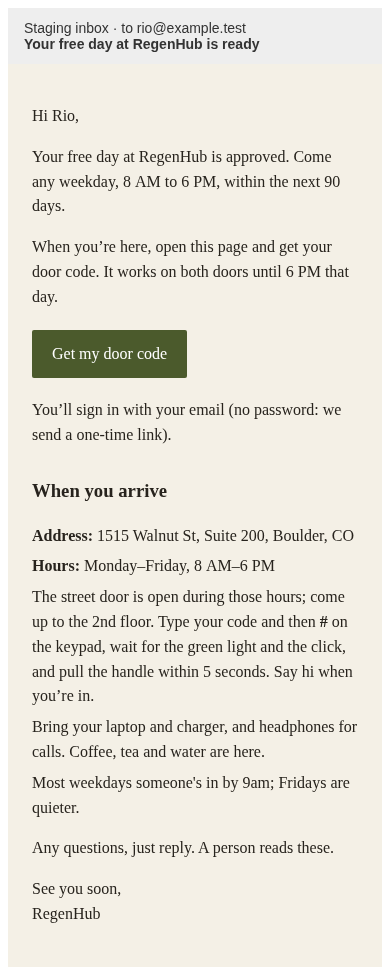 Staging inbox · to rio@example.test
Your free day at RegenHub is ready
Hi Rio,
Your free day at RegenHub is approved. Come
any weekday, 8 AM to 6 PM, within the next 90
days.
When you’re here, open this page and get your
door code. It works on both doors until 6 PM that
day.
Get my door code
You’ll sign in with your email (no password: we
send a one-time link).
When you arrive
Address: 1515 Walnut St, Suite 200, Boulder, CO
Hours: Monday–Friday, 8 AM–6 PM
The street door is open during those hours; come
up to the 2nd floor. Type your code and then # on
the keypad, wait for the green light and the click,
and pull the handle within 5 seconds. Say hi when
you’re in.
Bring your laptop and charger, and headphones for
calls. Coffee, tea and water are here.
Most weekdays someone's in by 9am; Fridays are
quieter.
Any questions, just reply. A person reads these.
See you soon,
RegenHub